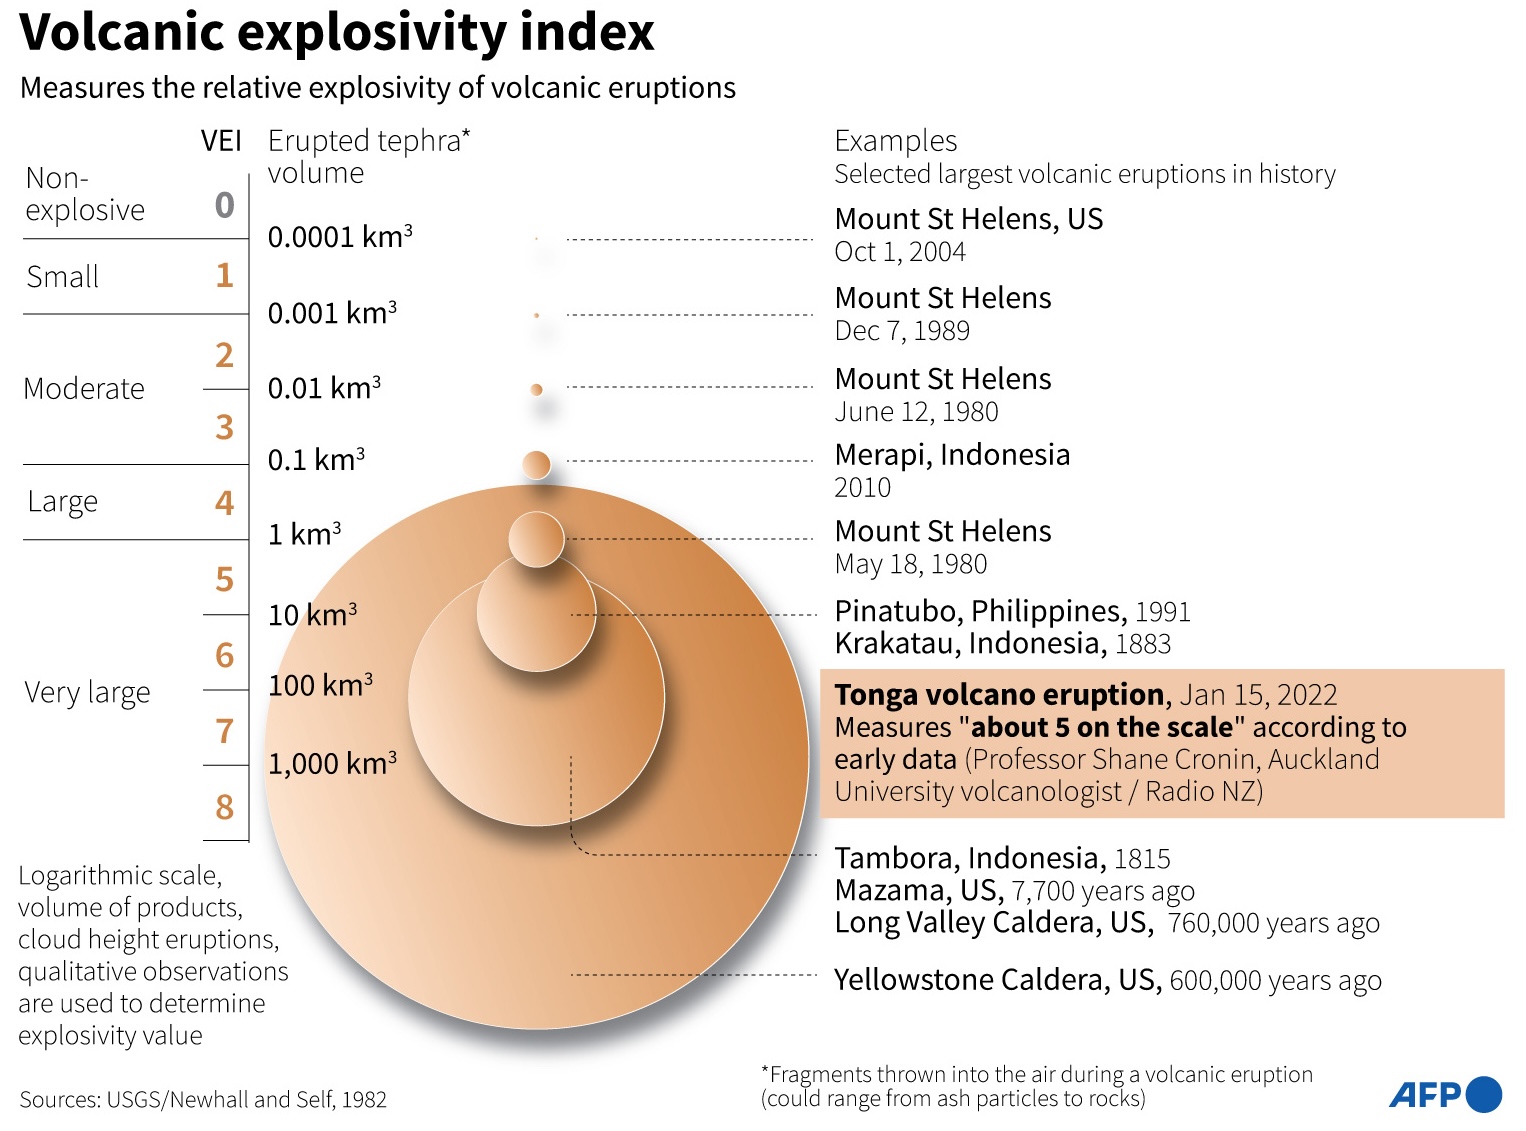 Volcanic explosivity index
Measures the relative explosivity of volcanic eruptions
VEI
Erupted tephra*
volume
Examples
Selected largest volcanic eruptions in history
Non-
explosive
0
0.0001 km³
Mount St Helens, US
Oct 1, 2004
Small
1
0.001 km³
Mount St Helens
Dec 7, 1989
Moderate
2
0.01 km³
Mount St Helens
June 12, 1980
3
0.1 km³
Merapi, Indonesia
2010
Large
4
1 km³
Mount St Helens
May 18, 1980
Very large
5
10 km³
Pinatubo, Philippines, 1991
Krakatau, Indonesia, 1883
6
100 km³
Tonga volcano eruption, Jan 15, 2022
Measures "about 5 on the scale" according to
early data (Professor Shane Cronin, Auckland
University volcanologist / Radio NZ)
7
1,000 km³
8
Tambora, Indonesia, 1815
Mazama, US, 7,700 years ago
Long Valley Caldera, US, 760,000 years ago
Yellowstone Caldera, US, 600,000 years ago
Logarithmic scale,
volume of products,
cloud height eruptions,
qualitative observations
are used to determine
explosivity value
Sources: USGS/Newhall and Self, 1982
*Fragments thrown into the air during a volcanic eruption
(could range from ash particles to rocks)
AFP